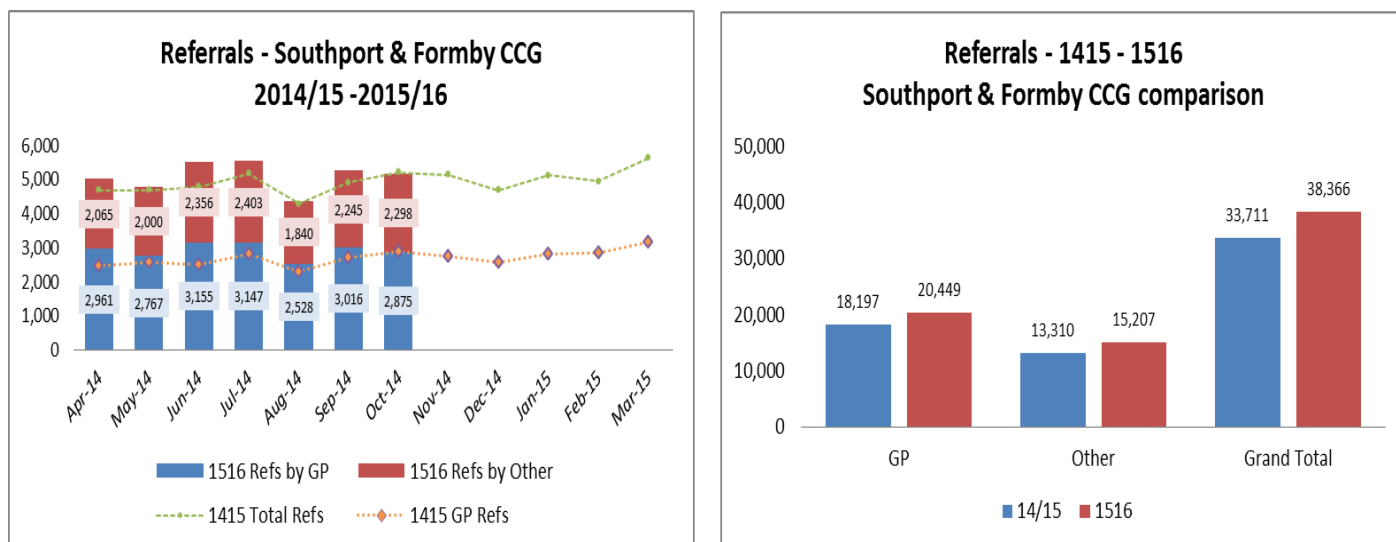 Referrals - Southport & Formby CCG
2014/15 -2015/16
6,000
5,000
4,000
3,000
2,000
1,000
0
2,065
2,000
2,356
2,403
1,840
2,245
2,298
2,961
2,767
3,155
3,147
2,528
3,016
2,875
Apr-14
May-14
Jun-14
Jul-14
Aug-14
Sep-14
Oct-14
Nov-14
Dec-14
Jan-15
Feb-15
Mar-15
1516 Refs by GP
1516 Refs by Other
1415 Total Refs
1415 GP Refs
Referrals - 1415 - 1516
Southport & Formby CCG comparison
50,000
40,000
30,000
20,000
10,000
0
18,197
20,449
13,310
15,207
33,711
38,366
GP
Other
Grand Total
14/15
1516